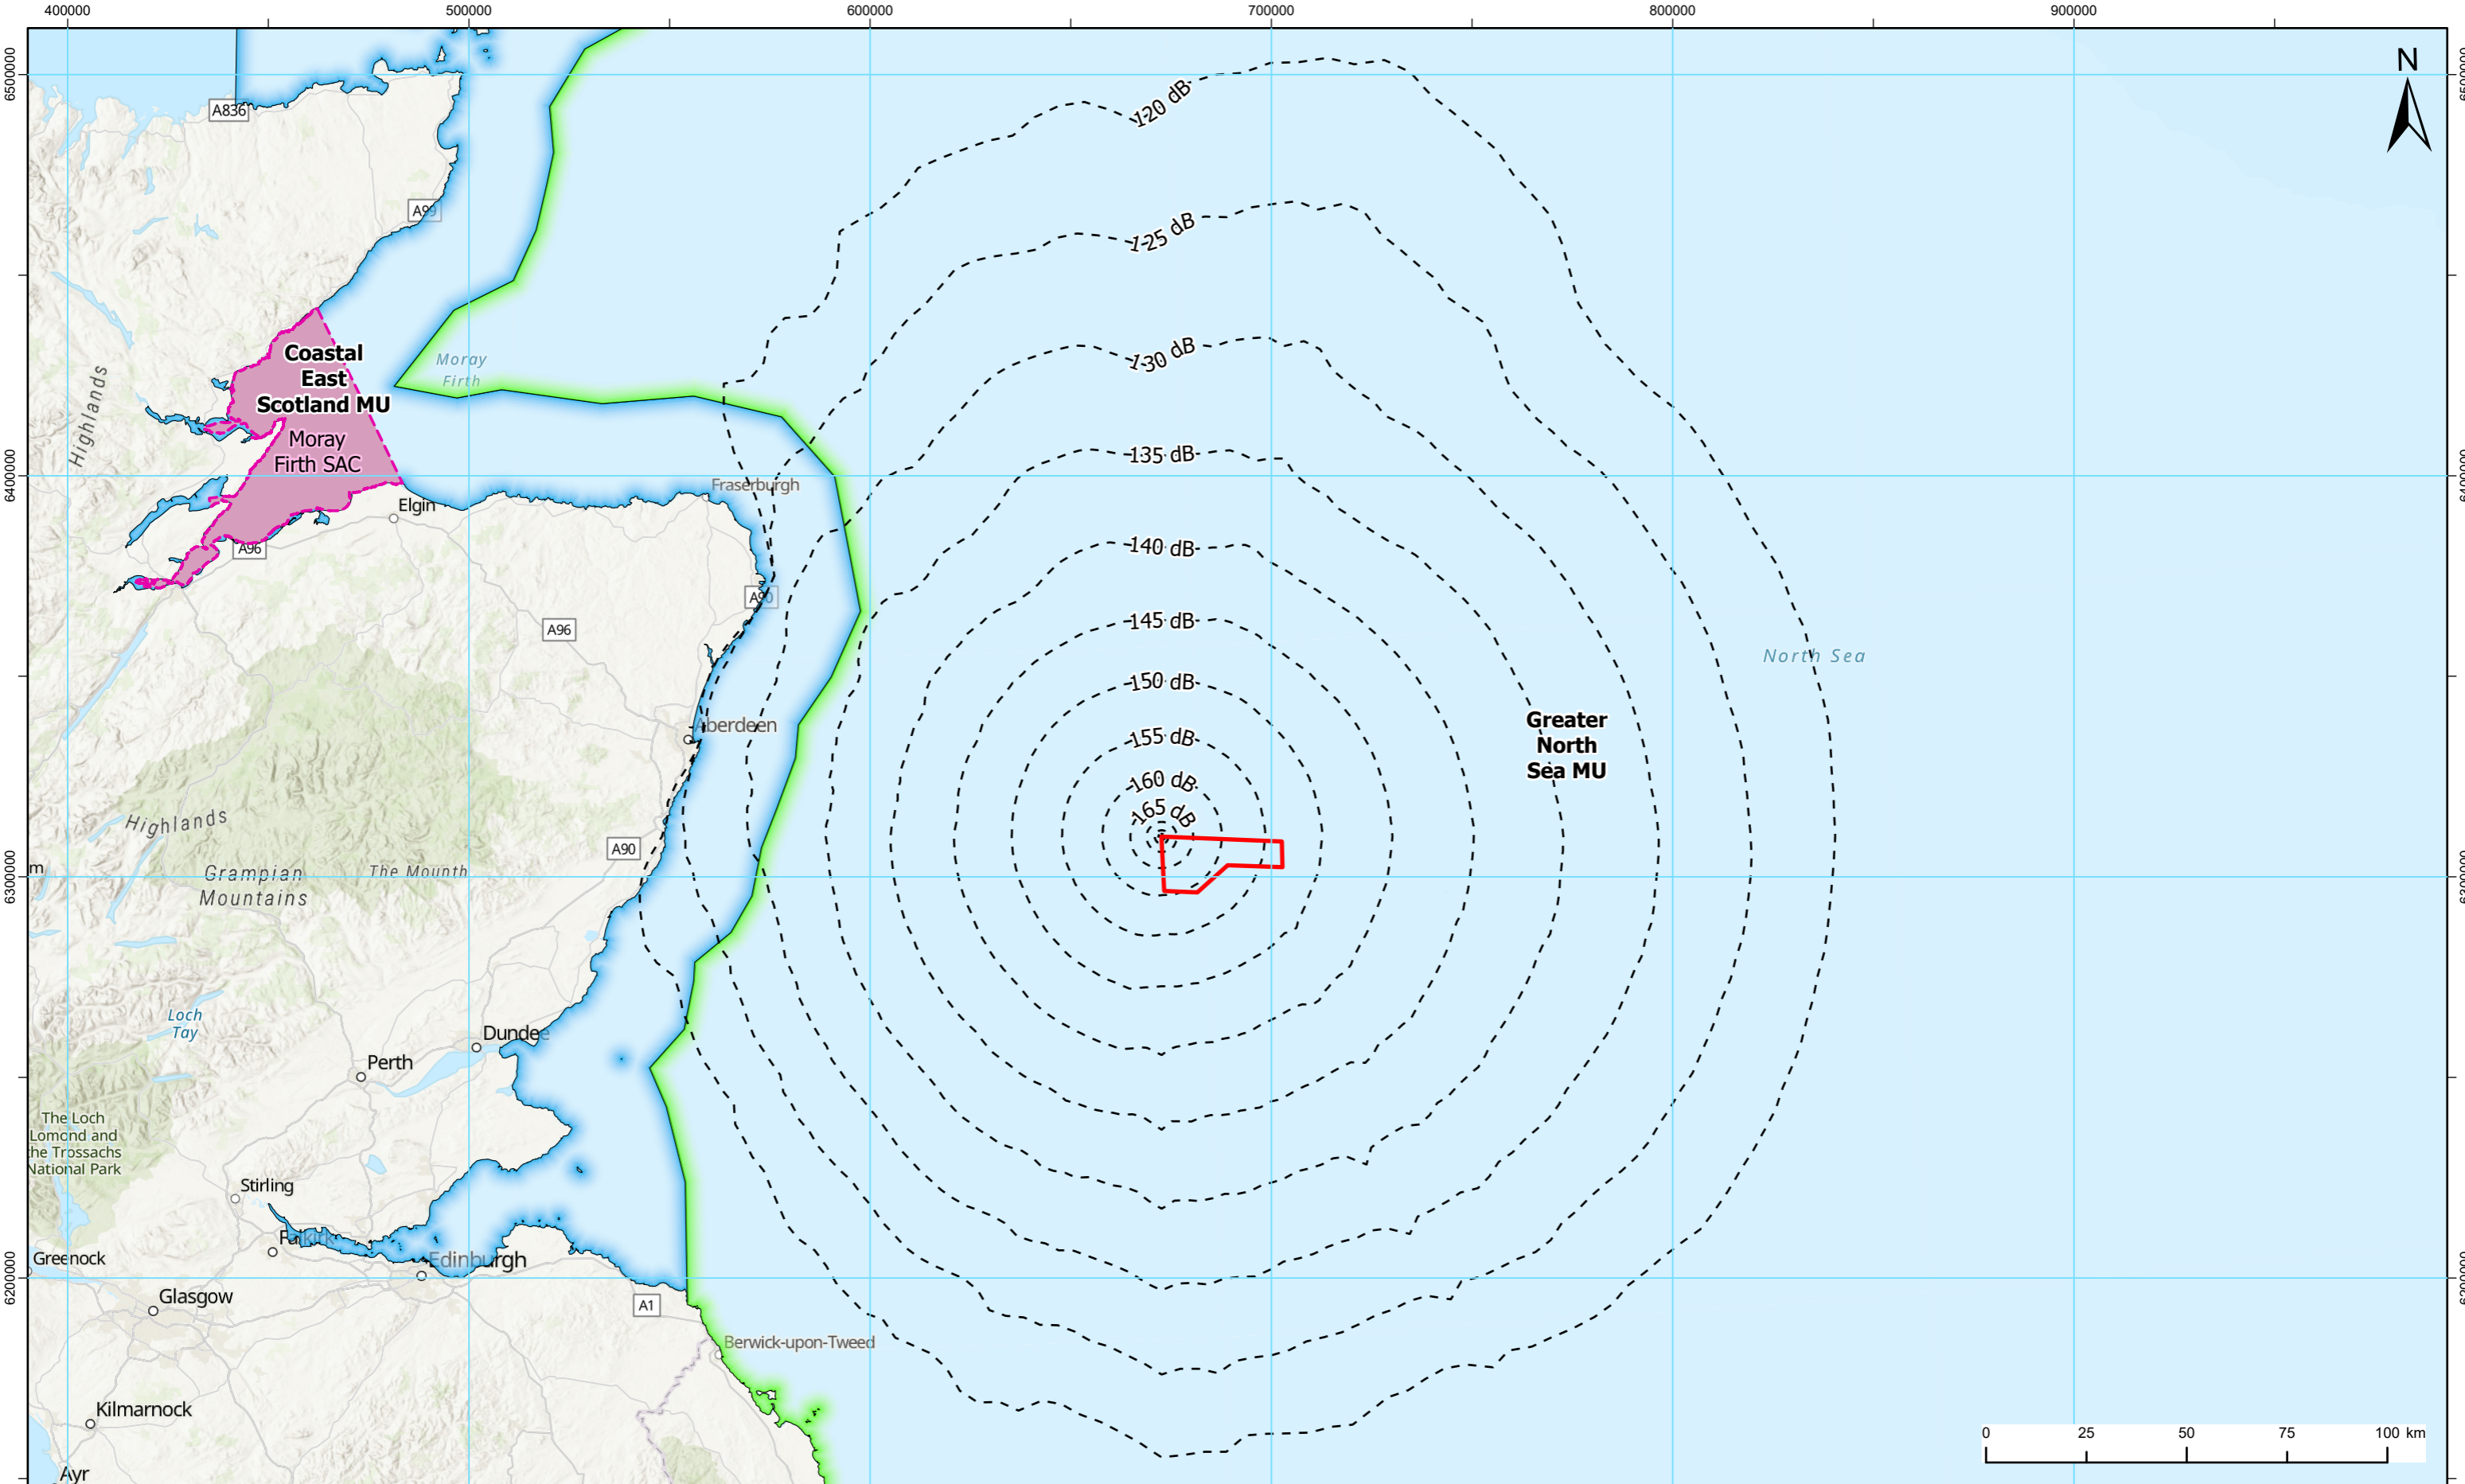 400000
500000
600000
700000
800000
900000
6500000
6500000
N
120 dB
A836
A99
125 dB
130 dB
Moray
Firth
Coastal
East
Scotland MU
Highlands
Moray
Firth SAC
135 dB
6400000
6400000
Fraserburgh
Elgin
A96
140 dB
A90
A96
145 dB
North Sea
150 dB
Aberdeen
155 dB
Greater
North
Sea MU
160 dB
165 dB
Highlands
A90
Grampian
Mountains
The Mounth
m
6300000
6300000
Loch
Tay
Dundee
Perth
The Loch
Lomond and
the Trossachs
National Park
Stirling
Falkirk
Greenock
Edinburgh
6200000
6200000
Glasgow
A1
Berwick-upon-Tweed
Kilmarnock
0 25 50 75 100 km
Ayr